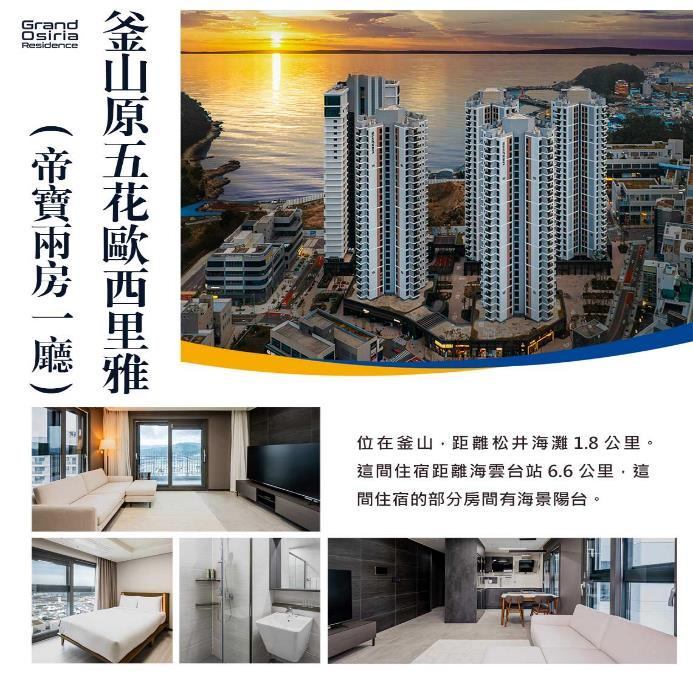 Grand
Osiria
Residence
釜山原五花歐西里雅
（帝寶兩房一廳）
位在釜山，距離松井海灘 1.8 公里。
這間住宿距離海雲台站 6.6 公里，這
間住宿的部分房間有海景陽台。